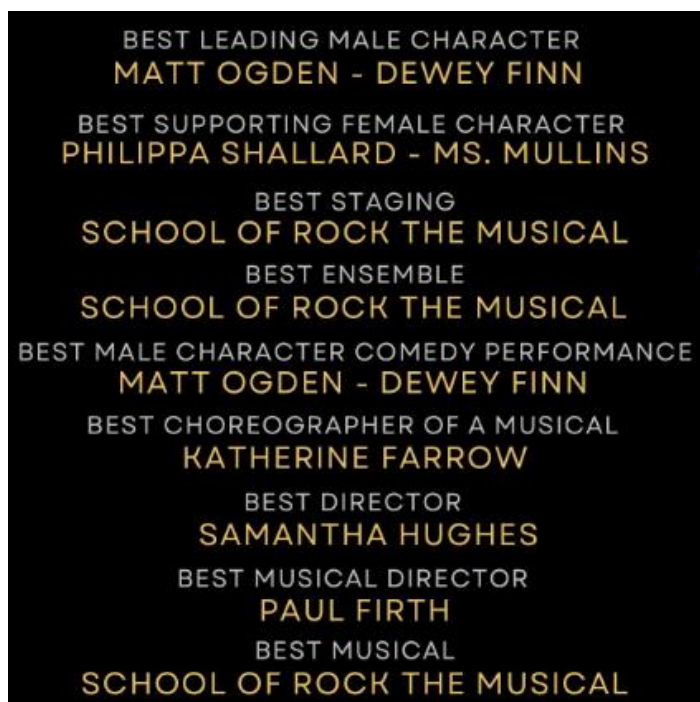 BEST LEADING MALE CHARACTER
MATT OGDEN - DEWEY FINN
BEST SUPPORTING FEMALE CHARACTER
PHILIPPA SHALLARD - MS. MULLINS
BEST STAGING
SCHOOL OF ROCK THE MUSICAL
BEST ENSEMBLE
SCHOOL OF ROCK THE MUSICAL
BEST MALE CHARACTER COMEDY PERFORMANCE
MATT OGDEN - DEWEY FINN
BEST CHOREOGRAPHER OF A MUSICAL
KATHERINE FARROW
BEST DIRECTOR
SAMANTHA HUGHES
BEST MUSICAL DIRECTOR
PAUL FIRTH
BEST MUSICAL
SCHOOL OF ROCK THE MUSICAL